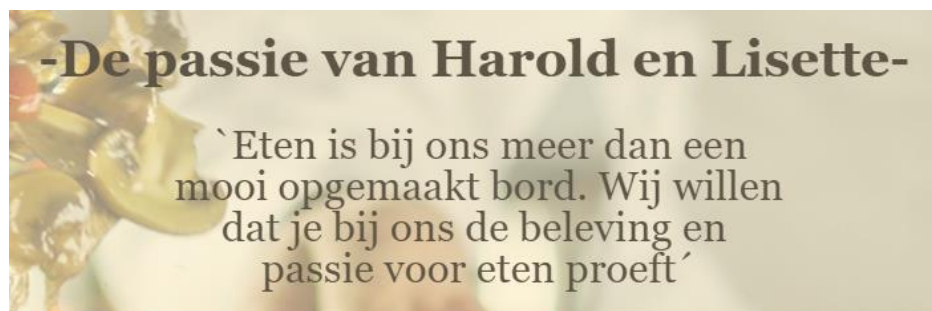 -De passie van Harold en Lisette-
`Eten is bij ons meer dan een
mooi opgemaakt bord. Wij willen
dat je bij ons de beleving en
passie voor eten proeft´